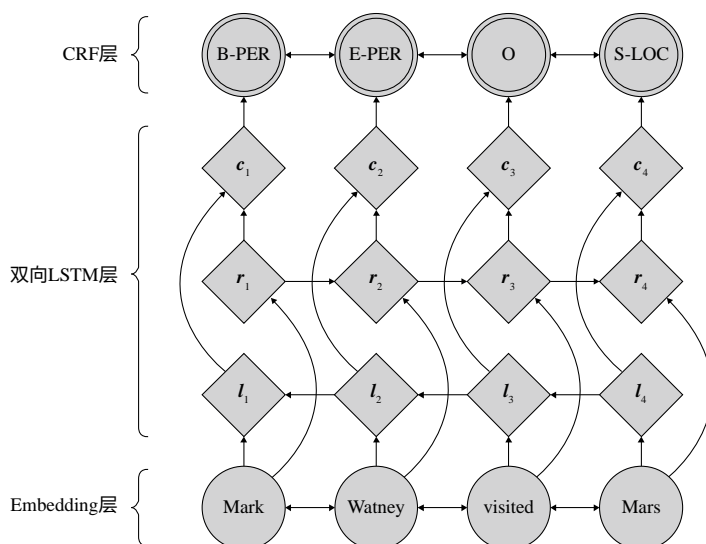 CRF层 B-PER E-PER O S-LOC
c1 c2 c3 c4
双向LSTM层 r1 r2 r3 r4
l1 l2 l3 l4
Embedding层 Mark Watney visited Mars